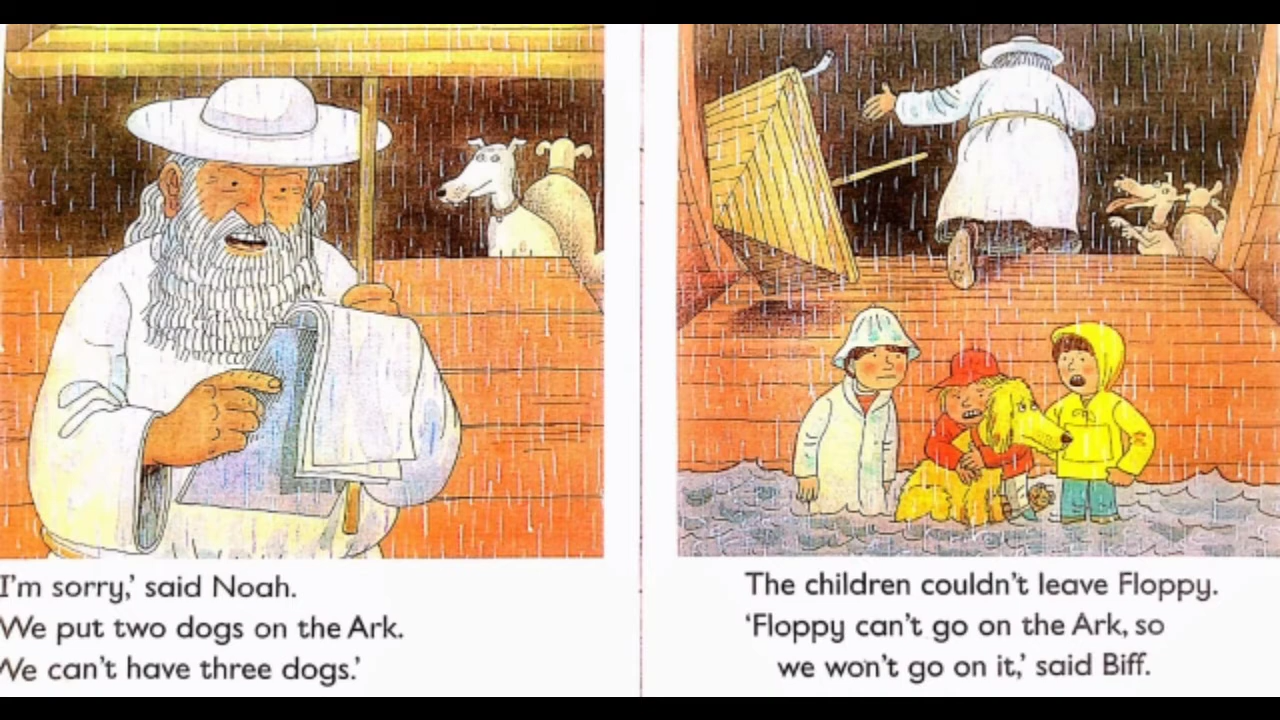 I'm sorry,' said Noah.
We put two dogs on the Ark.
We can't have three dogs.'
The children couldn't leave Floppy.
'Floppy can't go on the Ark, so
we won't go on it,' said Biff.